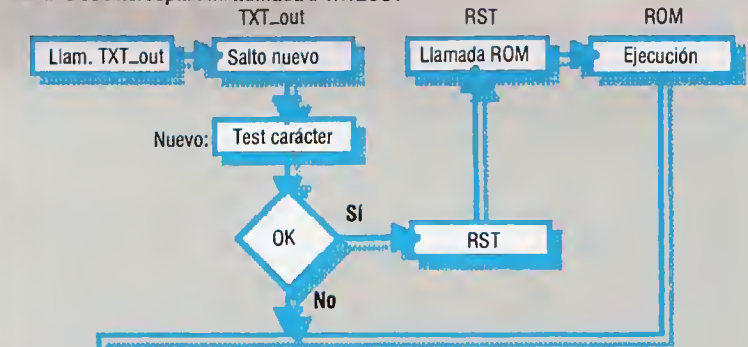 TXT_out RST ROM
Llam. TXT_out Salto nuevo Llamada ROM Ejecución
Nuevo: Test carácter
OK Sí RST
No